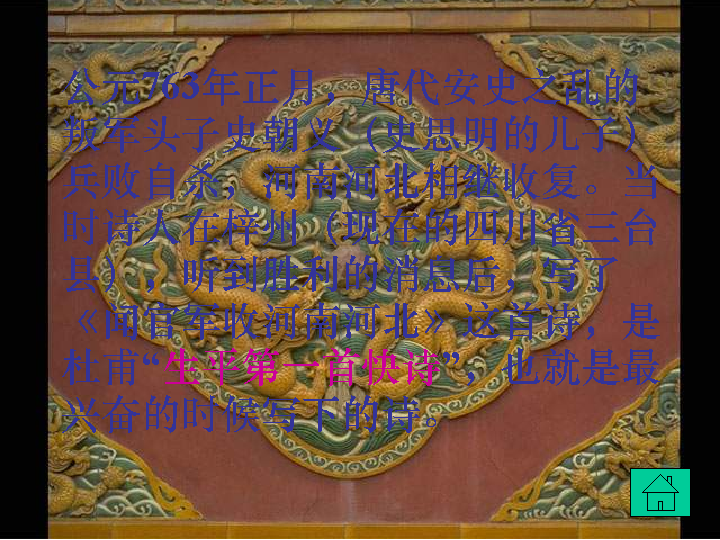 公元763年正月，唐代安史之乱的
叛军头子史朝义（史思明的儿子）
兵败自杀，河南河北相继收复。当
时诗人在梓州（现在的四川省三台
县），听到胜利的消息后，写了
《闻官军收河南河北》这首诗，是
杜甫“生平第一首快诗”，也就是最
兴奋的时候写下的诗。